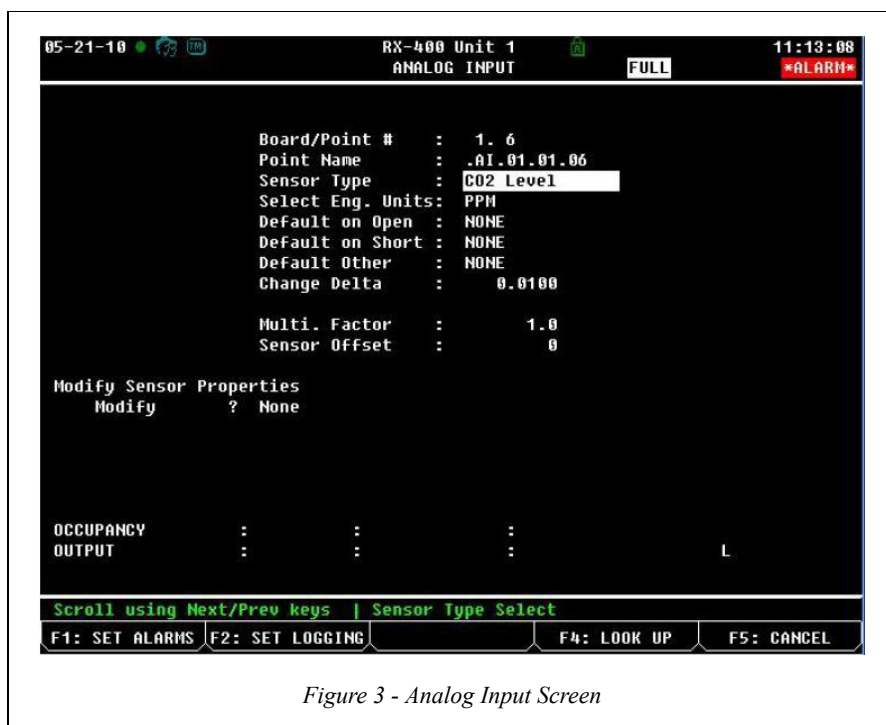 05-21-10 TM RX-400 Unit 1 A 11:13:08
ANALOG INPUT FULL *ALARM*
Board/Point # : 1. 6
Point Name : .AI.01.01.06
Sensor Type : CO2 Level
Select Eng. Units: PPM
Default on Open : NONE
Default on Short : NONE
Default Other : NONE
Change Delta : 0.0100
Multi. Factor : 1.0
Sensor Offset : 0
Modify Sensor Properties
Modify ? None
OCCUPANCY : : :
OUTPUT : : : L
Scroll using Next/Prev keys | Sensor Type Select
F1: SET ALARMS F2: SET LOGGING F4: LOOK UP F5: CANCEL
Figure 3 - Analog Input Screen